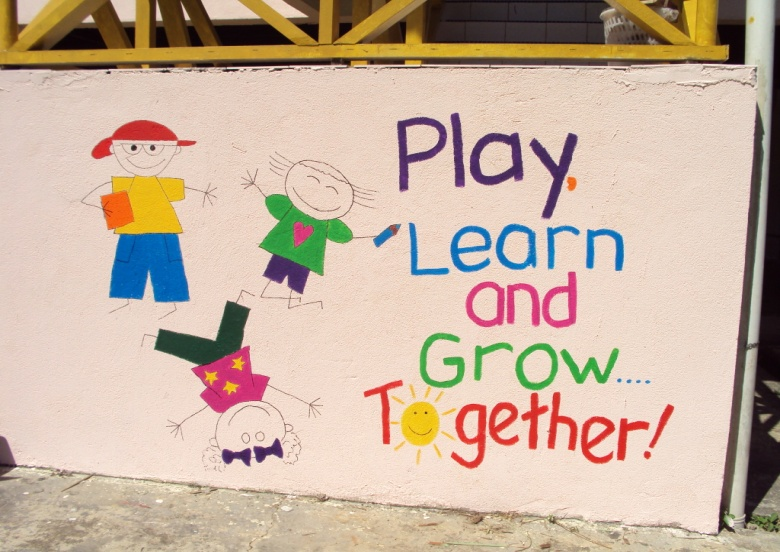 Play,
Learn
and
Grow....
Together!